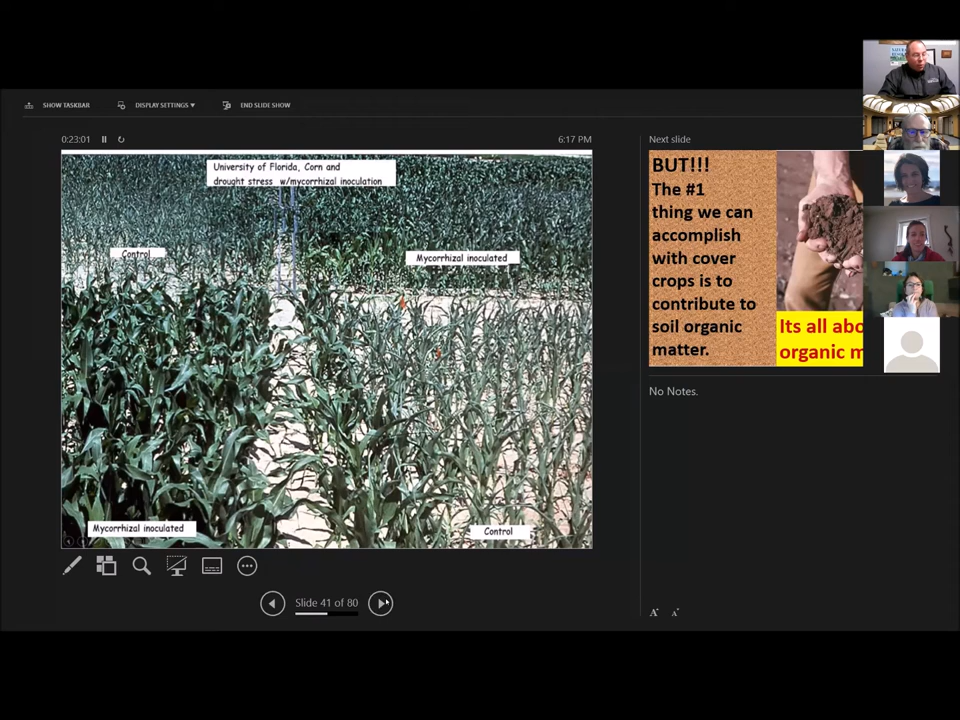 SHOW TASKBAR
DISPLAY SETTINGS ▼
END SLIDE SHOW
0:23:01
6:17 PM
Next slide
University of Florida, Corn and
drought stress w/mycorrhizal inoculation
Control
Mycorrhizal inoculated
Mycorrhizal inoculated
Control
BUT!!!
The #1
thing we can
accomplish
with cover
crops is to
contribute to
soil organic
matter.
Its all abo
organic m
No Notes.
Slide 41 of 80
A
A